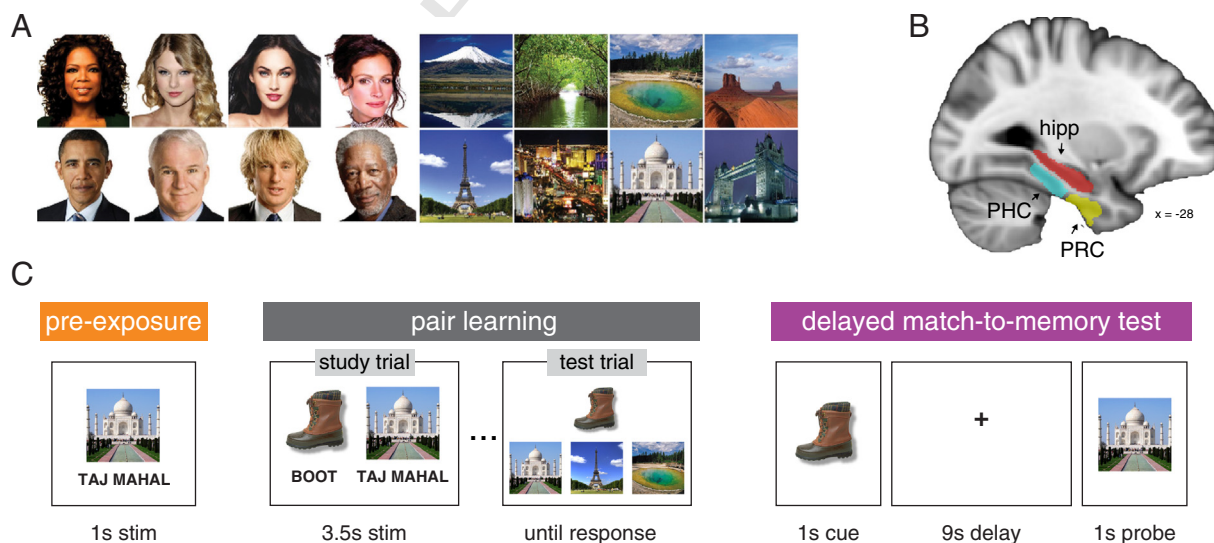 A
B
hipp
PHC
PRC
x = -28
C
pre-exposure
pair learning
delayed match-to-memory test
study trial
test trial
TAJ MAHAL
BOOT TAJ MAHAL
...
+
1s stim
3.5s stim
until response
1s cue
9s delay
1s probe